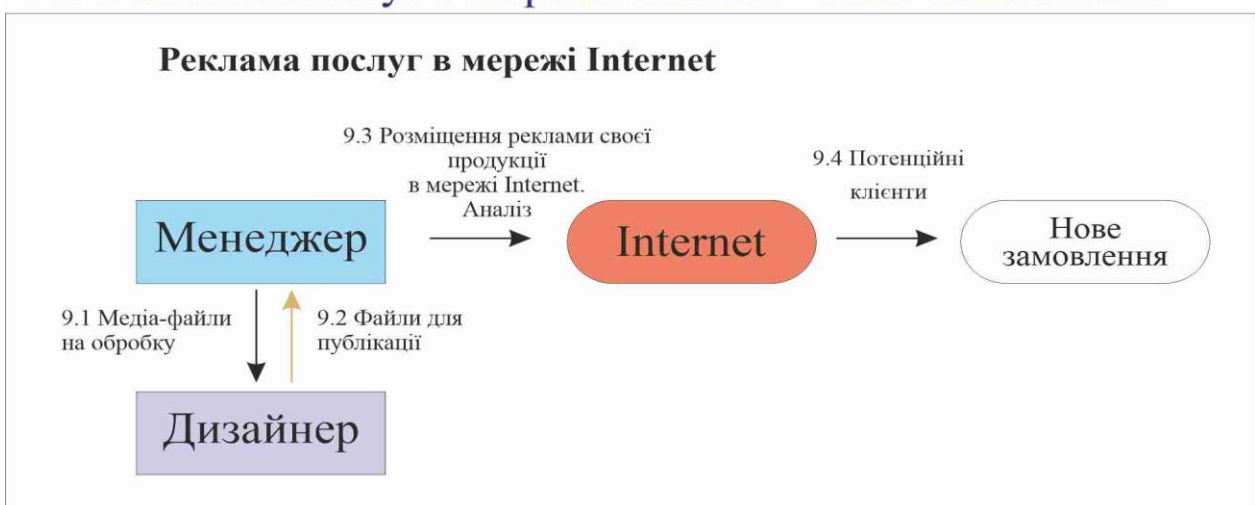 Реклама послуг в мережі Internet
9.3 Розміщення реклами своєї
продукції
в мережі Internet.
Аналіз
9.4 Потенційні
клієнти
Менеджер
Internet
Нове
замовлення
9.1 Медіа-файли
на обробку
9.2 Файли для
публікації
Дизайнер